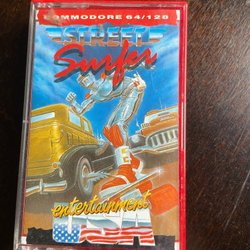 COMMODORE 64/128
STREET
Surfer
entertainment
USA